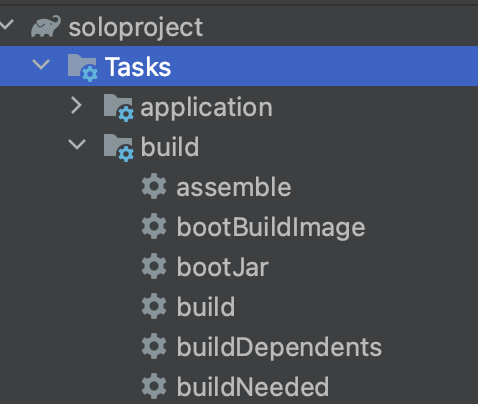 soloproject
Tasks
application
build
assemble
bootBuildImage
bootJar
build
buildDependents
buildNeeded